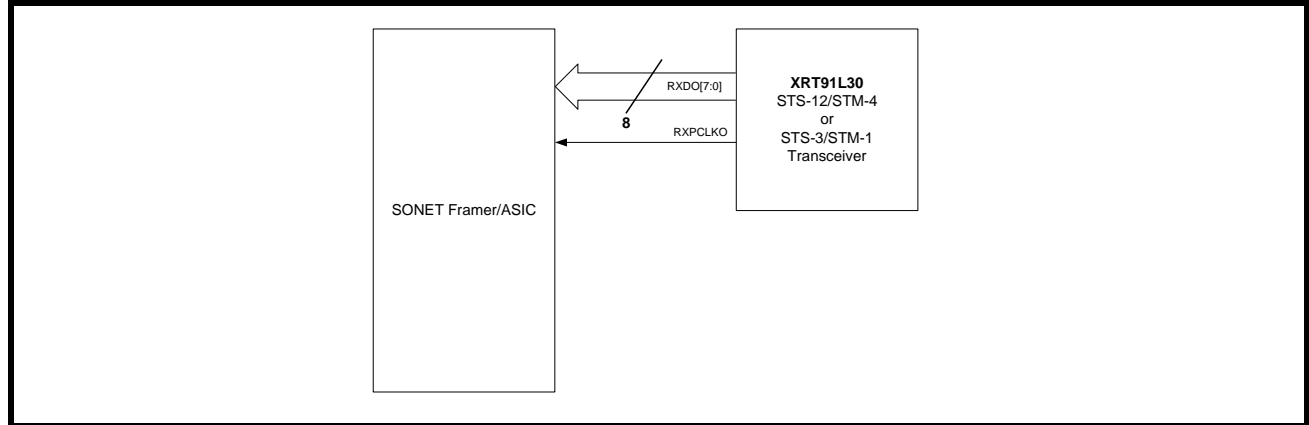 RXDO[7:0]
8
RXPCLKO
XRT91L30
STS-12/STM-4
or
STS-3/STM-1
Transceiver
SONET Framer/ASIC